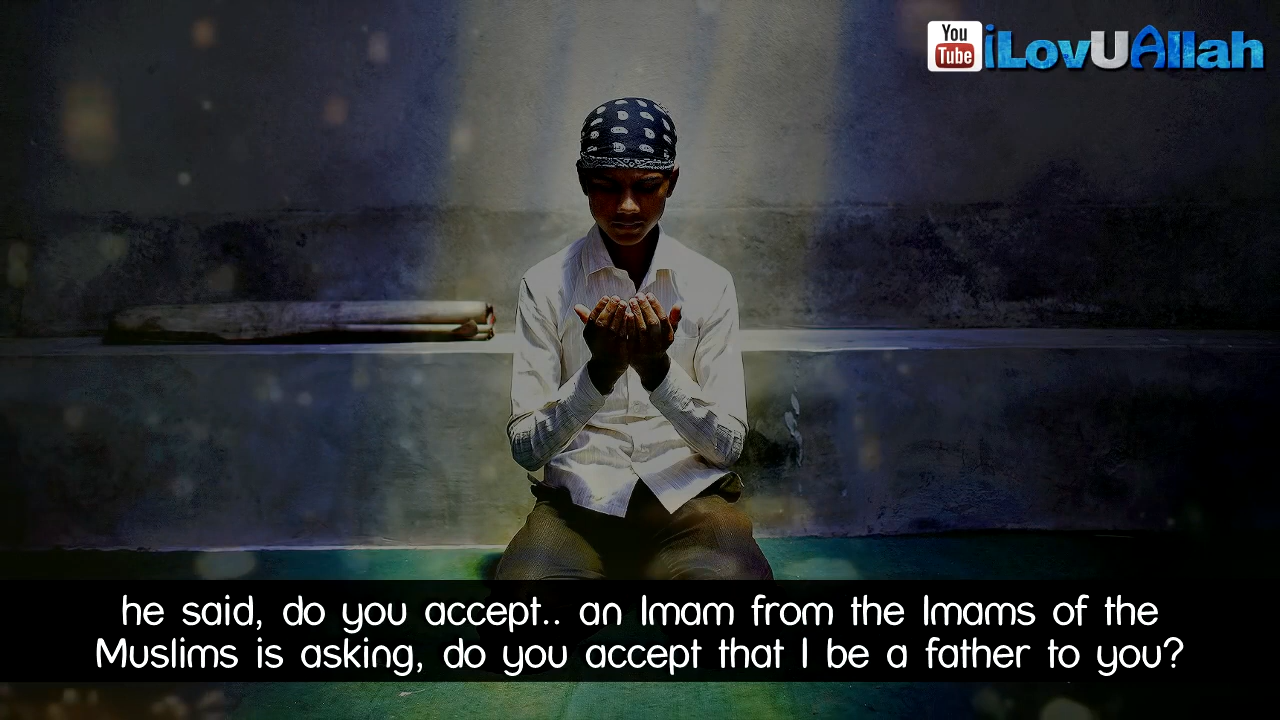 You
Tube
iLovUAllah
he said, do you accept.. an Imam from the Imams of the
Muslims is asking, do you accept that I be a father to you?